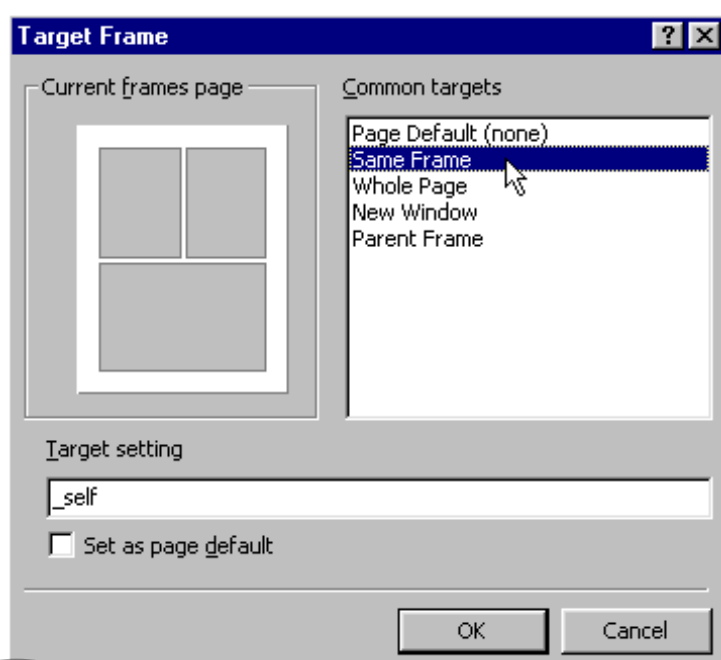 Target Frame
Current frames page
Common targets
Page Default (none)
Same Frame
Whole Page
New Window
Parent Frame
Target setting
_self
Set as page default
OK
Cancel